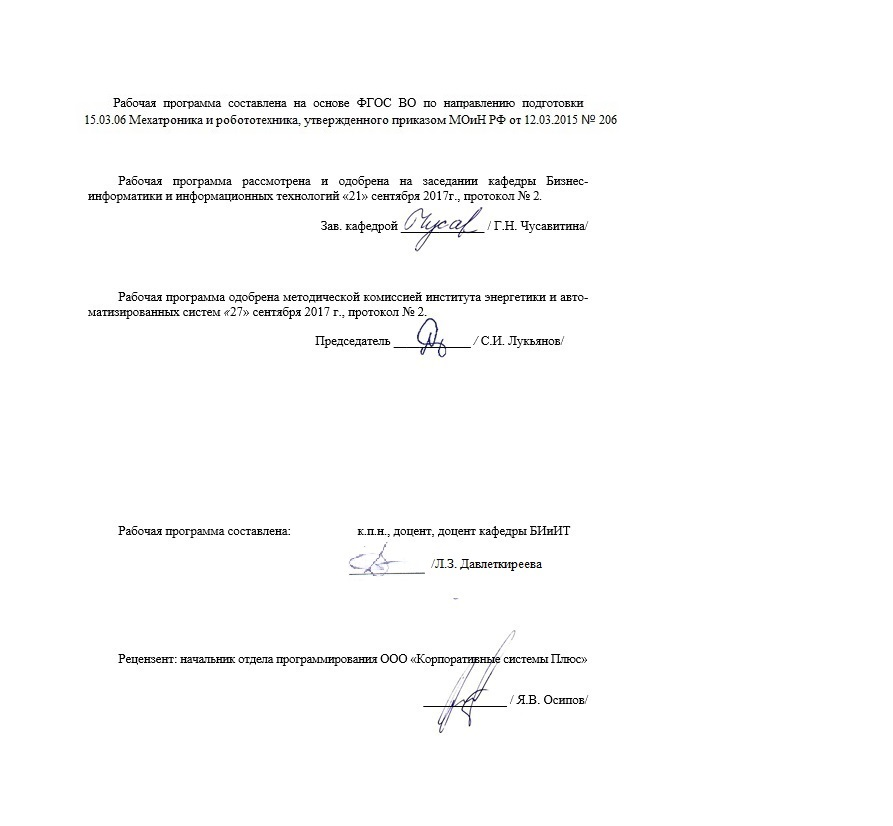 Рабочая программа составлена на основе ФГОС ВО по направлению подготовки
15.03.06 Мехатроника и робототехника, утвержденного приказом МОиН РФ от 12.03.2015 № 206
Рабочая программа рассмотрена и одобрена на заседании кафедры Бизнес-
информатики и информационных технологий «21» сентября 2017г., протокол № 2.
Зав. кафедрой Чусав / Г.Н. Чусавитина/
Рабочая программа одобрена методической комиссией института энергетики и авто-
матизированных систем «27» сентября 2017 г., протокол № 2.
Председатель / С.И. Лукьянов/
Рабочая программа составлена: к.п.н., доцент, доцент кафедры БИиИТ
/Л.З. Давлеткиреева
Рецензент: начальник отдела программирования ООО «Корпоративные системы Плюс»
/ Я.В. Осипов/